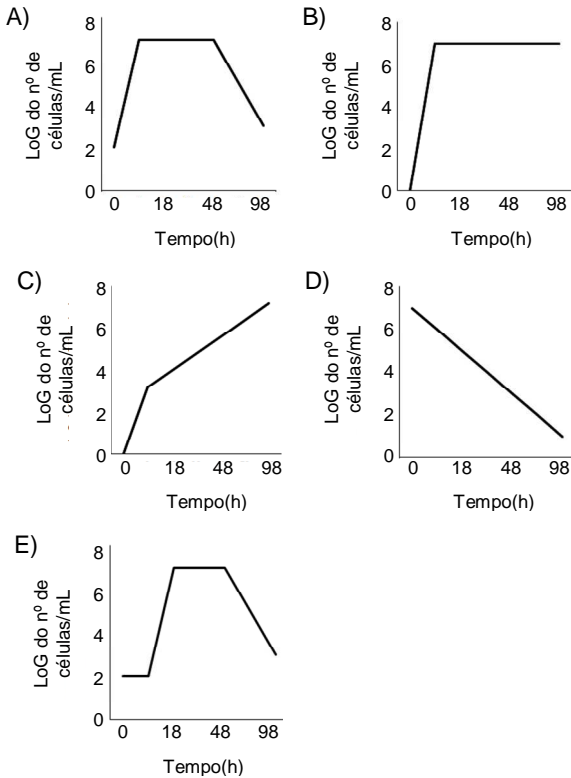 A)
8
6
4
2
0
LoG do nº de
células/mL
0 18 48 98
Tempo(h)
B)
8
6
4
2
0
LoG do nº de
células/mL
0 18 48 98
Tempo(h)
C)
8
6
4
2
0
LoG do nº de
células/mL
0 18 48 98
Tempo(h)
D)
8
6
4
2
0
LoG do nº de
células/mL
0 18 48 98
Tempo(h)
E)
8
6
4
2
0
LoG do nº de
células/mL
0 18 48 98
Tempo(h)